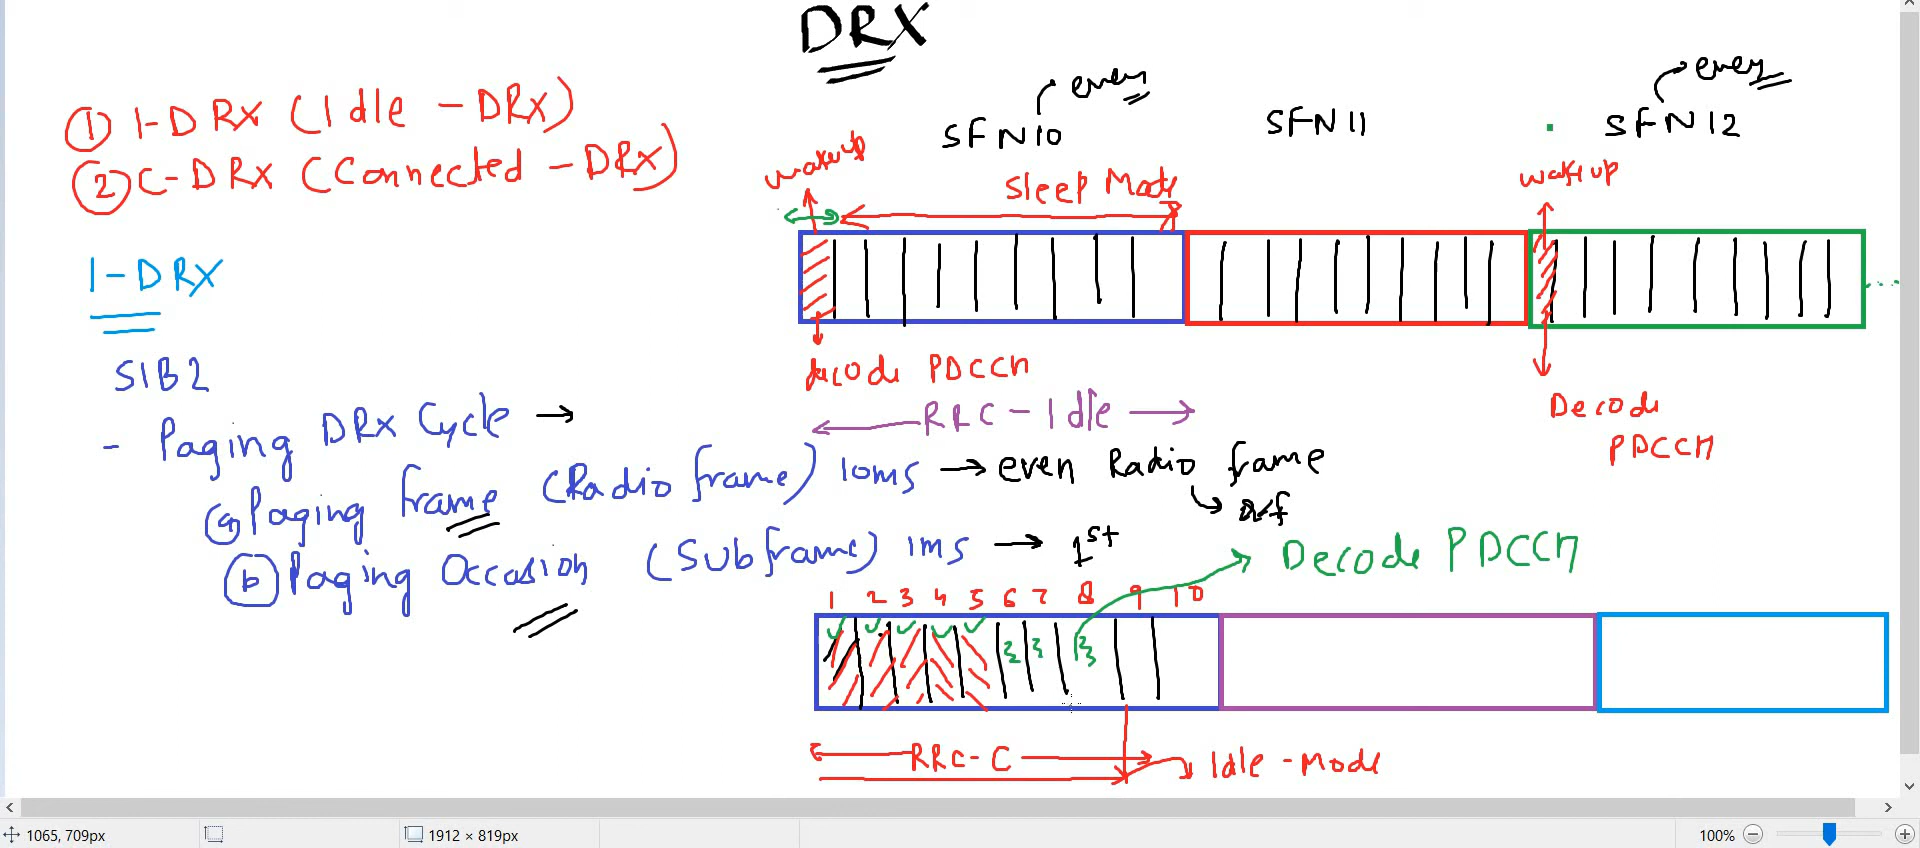 DRX
① I-DRX (Idle - DRX)
② C-DRX (Connected - DRX)
I-DRX
SIB2
- Paging DRX Cycle →
ⓐ Paging frame (Radio frame) 10ms → even Radio frame
ⓑ Paging Occasion (Subframe) 1ms → 1st
even
SFN10
SFN11
even
SFN12
wakeup
Sleep Mode
wakeup
decode PDCCH
RRC-Idle
Decode
PDCCH
Decode PDCCH
1 2 3 4 5 6 7 8 9 10
RRC-C
Idle-Mode
1065, 709px
1912 × 819px
100%